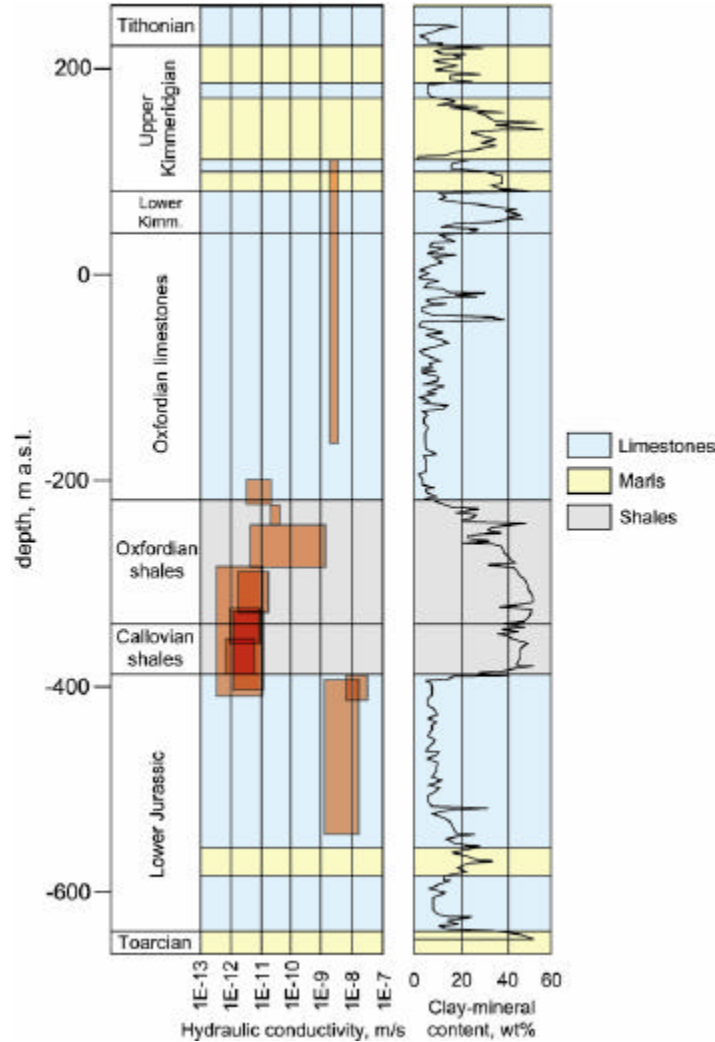 Tithonian
200
Upper
Kimmeridgian
Lower
Kimm.
0
Oxfordian limestones
depth, m a.s.l.
-200
Oxfordian
shales
Callovian
shales
-400
Lower Jurassic
-600
Toarcian
Limestones
Marls
Shales
1E-13
1E-12
1E-11
1E-10
1E-9
1E-8
1E-7
Hydraulic conductivity, m/s
0
20
40
60
Clay-mineral
content, wt%